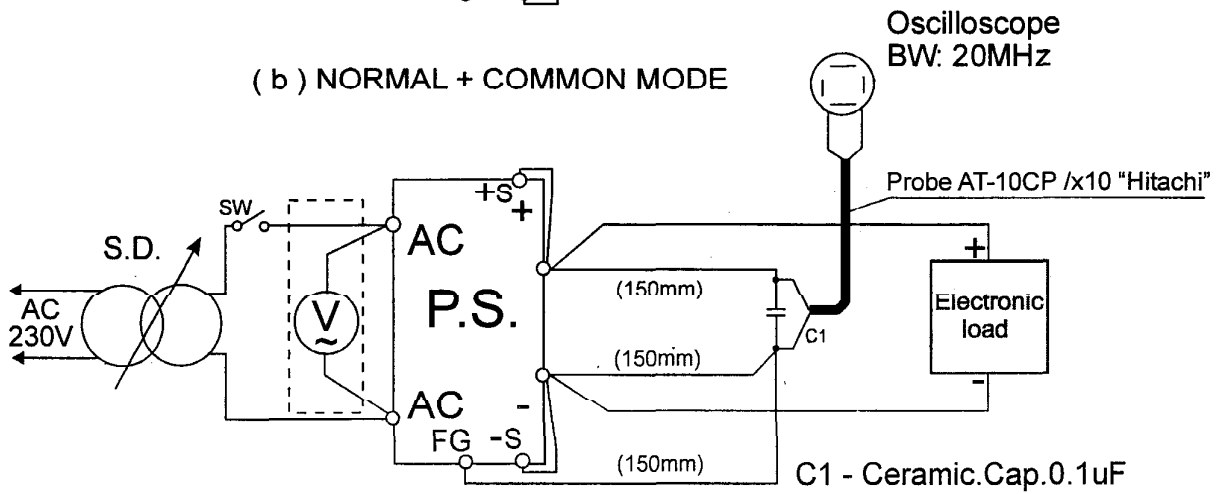 Oscilloscope
BW: 20MHz
( b ) NORMAL + COMMON MODE
Probe AT-10CP /x10 "Hitachi"
SW
S.D.
AC
230V
V
~
AC
P.S.
AC
FG
-S
-
+S
+
(150mm)
(150mm)
(150mm)
C1
+
Electronic
load
-
C1 - Ceramic.Cap.0.1uF